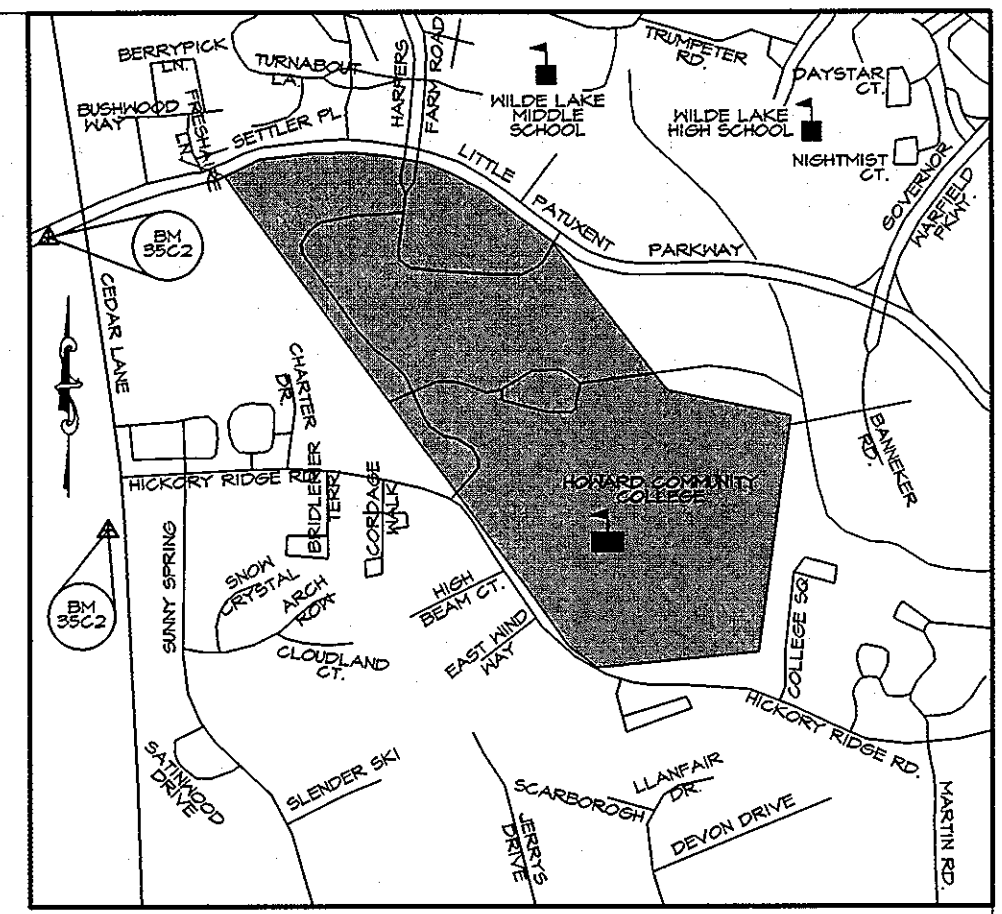 BERRYPICK
LN.
TURNABOUT
LA.
HARPERS
FARM ROAD
TRUMPETER
RD.
DAYSTAR
CT.
BUSHWOOD
WAY
SETTLER PL.
WILDE LAKE
MIDDLE
SCHOOL
WILDE LAKE
HIGH SCHOOL
NIGHTMIST
CT.
GOVERNOR
WARFIELD
PKWY.
LITTLE
PATUXENT
PARKWAY
BM
35C2
CEDAR LANE
CHARTER
DR.
BANNEKER
RD.
HICKORY RIDGE RD.
BRIDLERER
TERR
CORDAGE
WALK
HOWARD COMMUNITY
COLLEGE
SUNNY SPRING
SNOW
CRYSTAL
ARCH
ROW
HIGH
BEAM CT.
EAST WIND
WAY
CLOUDLAND
CT.
BM
35C2
COLLEGE SQ.
HICKORY RIDGE RD.
SATINWOOD
DRIVE
SLENDER SKI
JERRYS
DRIVE
SCARBOROGH
LLANFAIR
DR.
DEVON DRIVE
MARTIN RD.